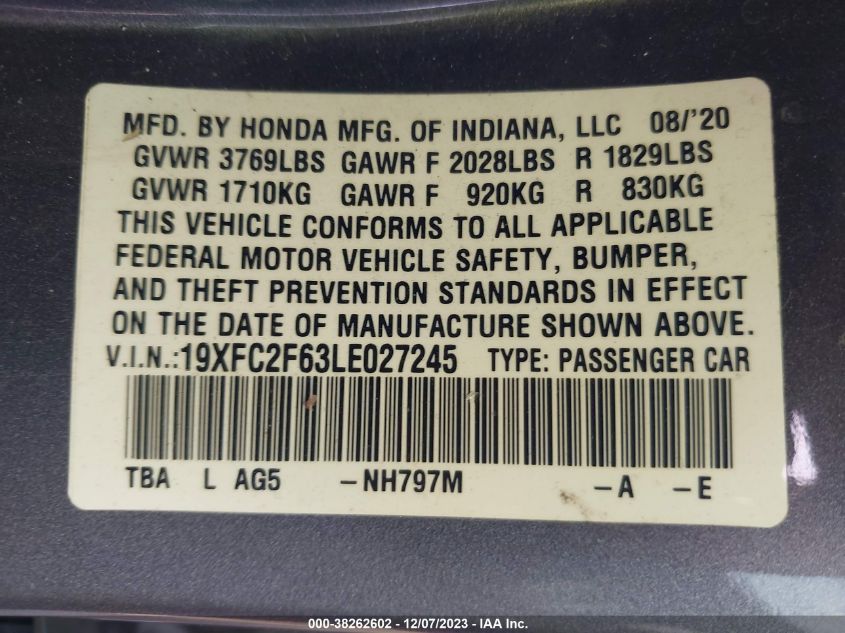 MFD. BY HONDA MFG. OF INDIANA, LLC 08/'20
GVWR 3769LBS GAWR F 2028LBS R 1829LBS
GVWR 1710KG GAWR F 920KG R 830KG
THIS VEHICLE CONFORMS TO ALL APPLICABLE
FEDERAL MOTOR VEHICLE SAFETY, BUMPER,
AND THEFT PREVENTION STANDARDS IN EFFECT
ON THE DATE OF MANUFACTURE SHOWN ABOVE.
V.I.N.:19XFC2F63LE027245 TYPE: PASSENGER CAR
TBA L AG5 -NH797M -A -E
000-38262602 - 12/07/2023 - IAA Inc.